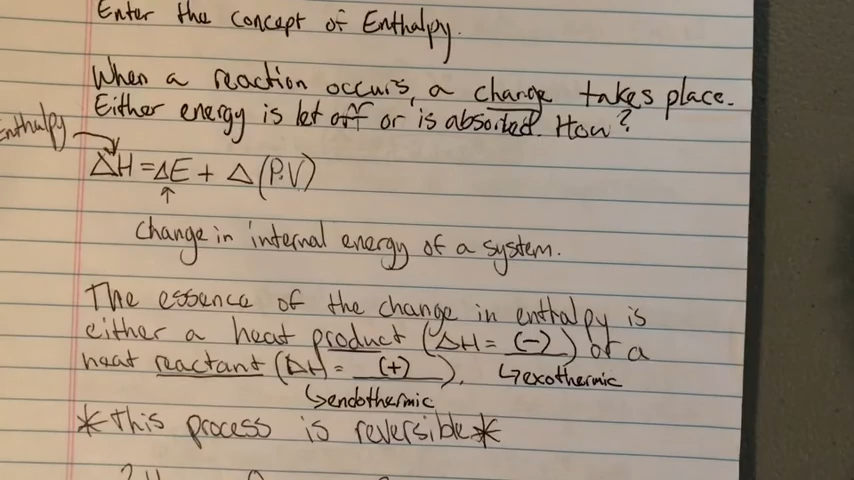 Enter the concept of Enthalpy.
When a reaction occurs, a change takes place.
Either energy is let off or is absorbed. How?
Enthalpy
ΔH = ΔE + Δ(P·V)
Change in internal energy of a system.
The essence of the change in enthalpy is
either a heat product (ΔH = (-)) or a
heat reactant (ΔH = (+)). ↳exothermic
↳endothermic
*This process is reversible*